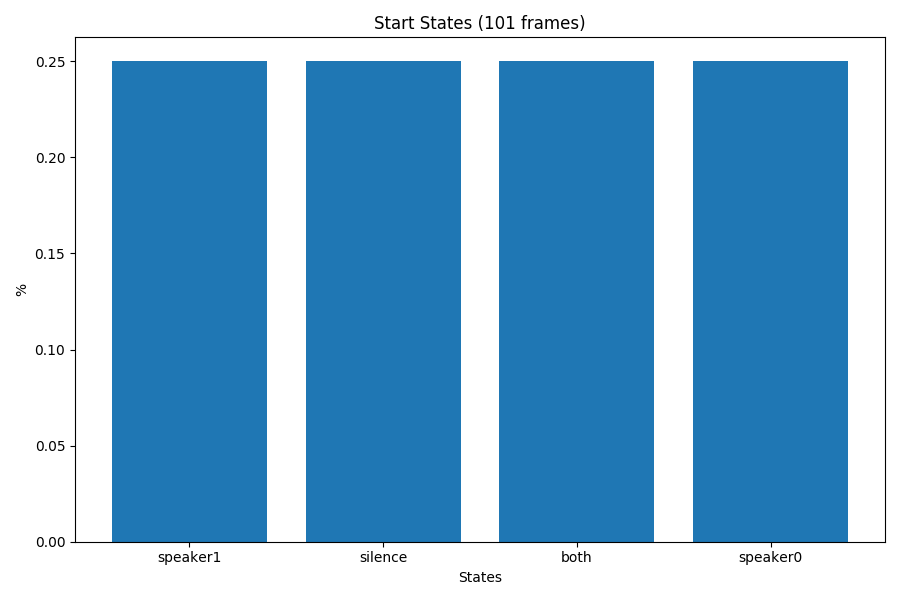 Start States (101 frames)
%
0.25
0.20
0.15
0.10
0.05
0.00
speaker1 silence both speaker0
States